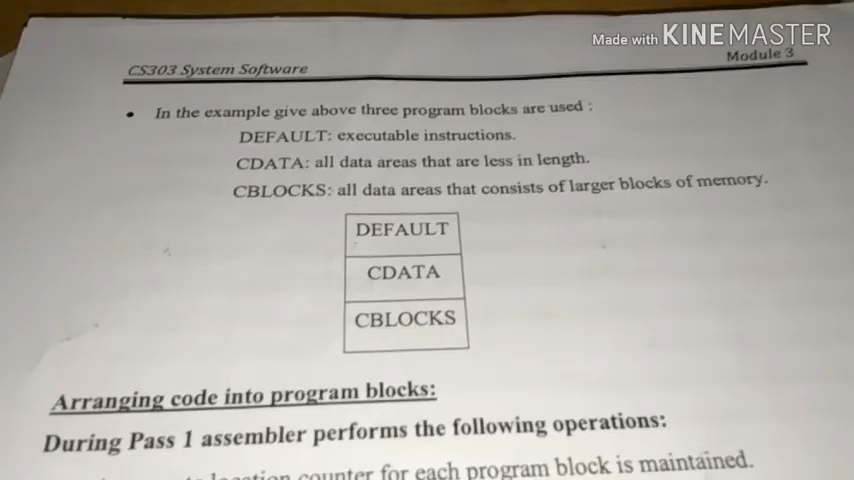 Made with KINEMASTER
CS303 System Software
Module 3
• In the example give above three program blocks are used :
DEFAULT: executable instructions.
CDATA: all data areas that are less in length.
CBLOCKS: all data areas that consists of larger blocks of memory.
DEFAULT
CDATA
CBLOCKS
Arranging code into program blocks:
During Pass 1 assembler performs the following operations:
location counter for each program block is maintained.